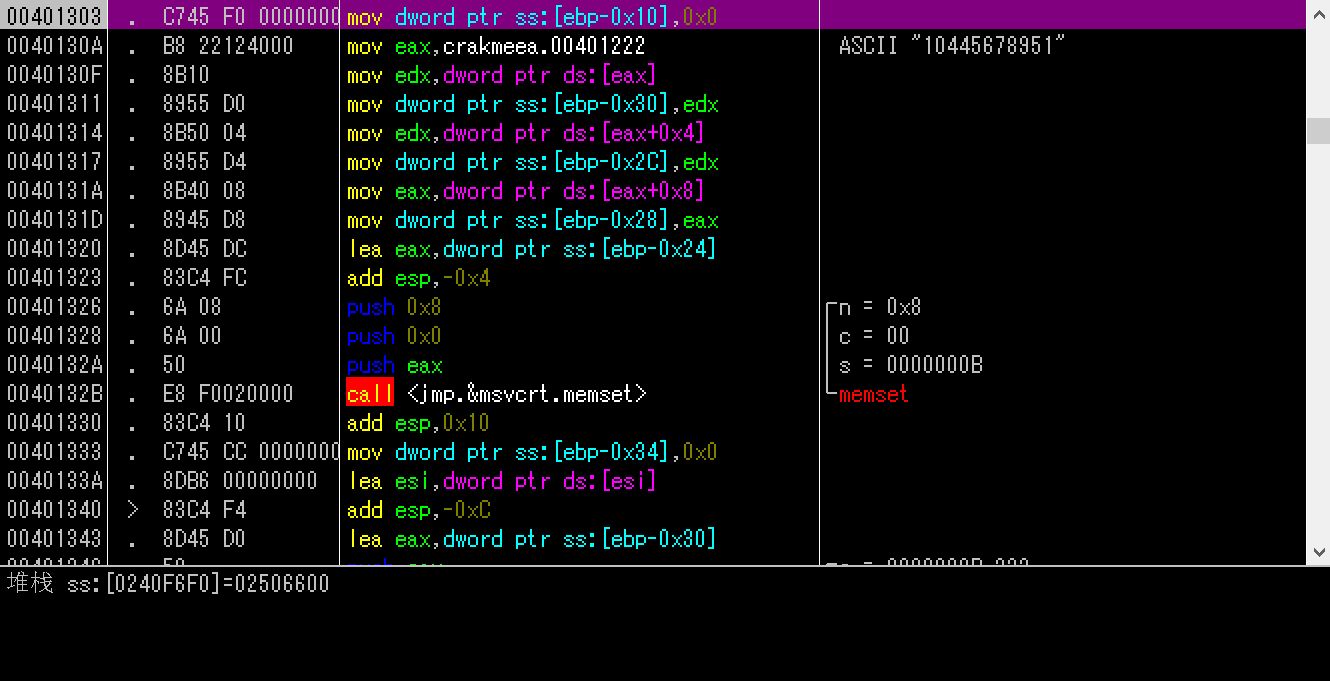 00401303 . C745 F0 0000000 mov dword ptr ss:[ebp-0x10],0x0
0040130A . B8 22124000 mov eax,crakmeea.00401222 ASCII "10445678951"
0040130F . 8B10 mov edx,dword ptr ds:[eax]
00401311 . 8955 D0 mov dword ptr ss:[ebp-0x30],edx
00401314 . 8B50 04 mov edx,dword ptr ds:[eax+0x4]
00401317 . 8955 D4 mov dword ptr ss:[ebp-0x2C],edx
0040131A . 8B40 08 mov eax,dword ptr ds:[eax+0x8]
0040131D . 8945 D8 mov dword ptr ss:[ebp-0x28],eax
00401320 . 8D45 DC lea eax,dword ptr ss:[ebp-0x24]
00401323 . 83C4 FC add esp,-0x4
00401326 . 6A 08 push 0x8 n = 0x8
00401328 . 6A 00 push 0x0 c = 00
0040132A . 50 push eax s = 0000000B
0040132B . E8 F0020000 call <jmp.&msvcrt.memset> memset
00401330 . 83C4 10 add esp,0x10
00401333 . C745 CC 0000000 mov dword ptr ss:[ebp-0x34],0x0
0040133A . 8DB6 00000000 lea esi,dword ptr ds:[esi]
00401340 > 83C4 F4 add esp,-0xC
00401343 . 8D45 D0 lea eax,dword ptr ss:[ebp-0x30]
堆栈 ss:[0240F6F0]=02506600